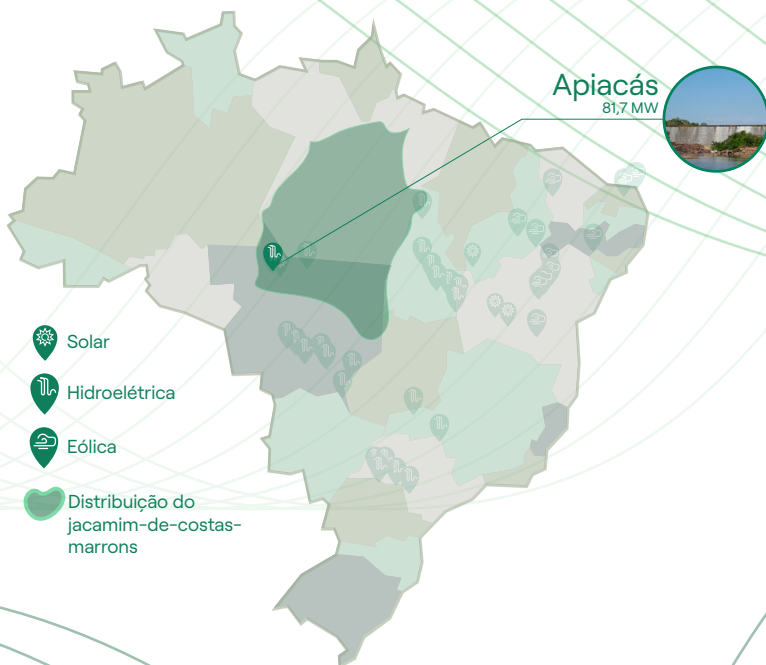 Apiacás
81,7 MW
Solar
Hidroelétrica
Eólica
Distribuição do
jacamim-de-costas-
marrons